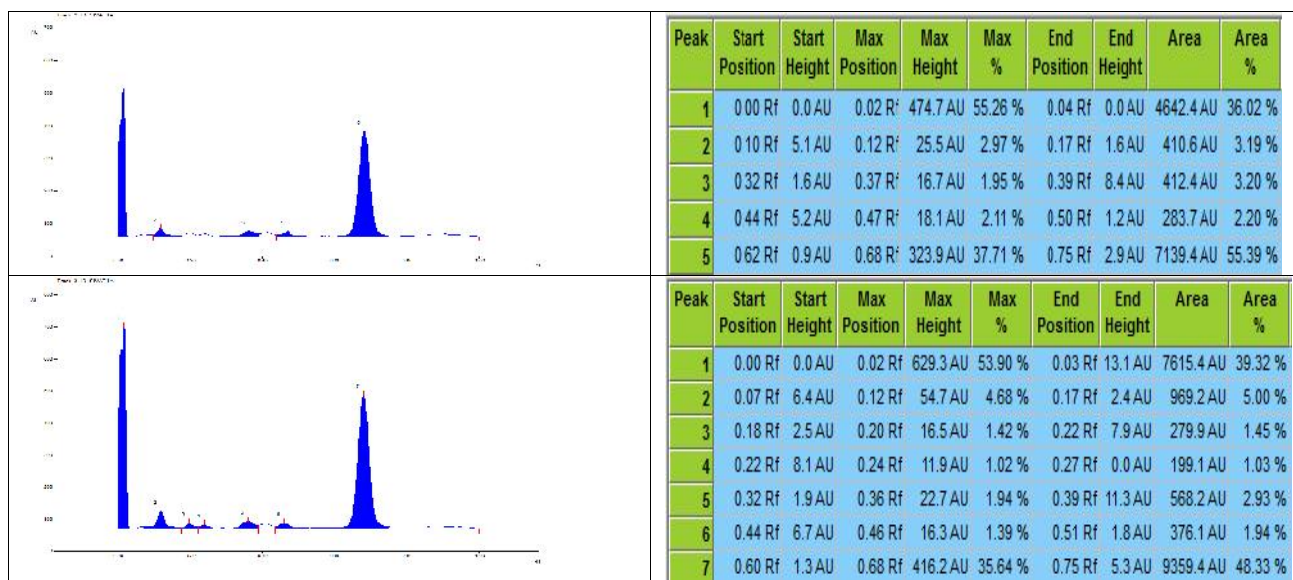 Peak Start Position Start Height Max Position Max Height Max % End Position End Height Area Area %
1 0.00 Rf 0.0 AU 0.02 Rf 474.7 AU 55.26 % 0.04 Rf 0.0 AU 4642.4 AU 36.02 %
2 0.10 Rf 5.1 AU 0.12 Rf 25.5 AU 2.97 % 0.17 Rf 1.6 AU 410.6 AU 3.19 %
3 0.32 Rf 1.6 AU 0.37 Rf 16.7 AU 1.95 % 0.39 Rf 8.4 AU 412.4 AU 3.20 %
4 0.44 Rf 5.2 AU 0.47 Rf 18.1 AU 2.11 % 0.50 Rf 1.2 AU 283.7 AU 2.20 %
5 0.62 Rf 0.9 AU 0.68 Rf 323.9 AU 37.71 % 0.75 Rf 2.9 AU 7139.4 AU 55.39 %
Peak Start Position Start Height Max Position Max Height Max % End Position End Height Area Area %
1 0.00 Rf 0.0 AU 0.02 Rf 629.3 AU 53.90 % 0.03 Rf 13.1 AU 7615.4 AU 39.32 %
2 0.07 Rf 6.4 AU 0.12 Rf 54.7 AU 4.68 % 0.17 Rf 2.4 AU 969.2 AU 5.00 %
3 0.18 Rf 2.5 AU 0.20 Rf 16.5 AU 1.42 % 0.22 Rf 7.9 AU 279.9 AU 1.45 %
4 0.22 Rf 8.1 AU 0.24 Rf 11.9 AU 1.02 % 0.27 Rf 0.0 AU 199.1 AU 1.03 %
5 0.32 Rf 1.9 AU 0.36 Rf 22.7 AU 1.94 % 0.39 Rf 11.3 AU 568.2 AU 2.93 %
6 0.44 Rf 6.7 AU 0.46 Rf 16.3 AU 1.39 % 0.51 Rf 1.8 AU 376.1 AU 1.94 %
7 0.60 Rf 1.3 AU 0.68 Rf 416.2 AU 35.64 % 0.75 Rf 5.3 AU 9359.4 AU 48.33 %